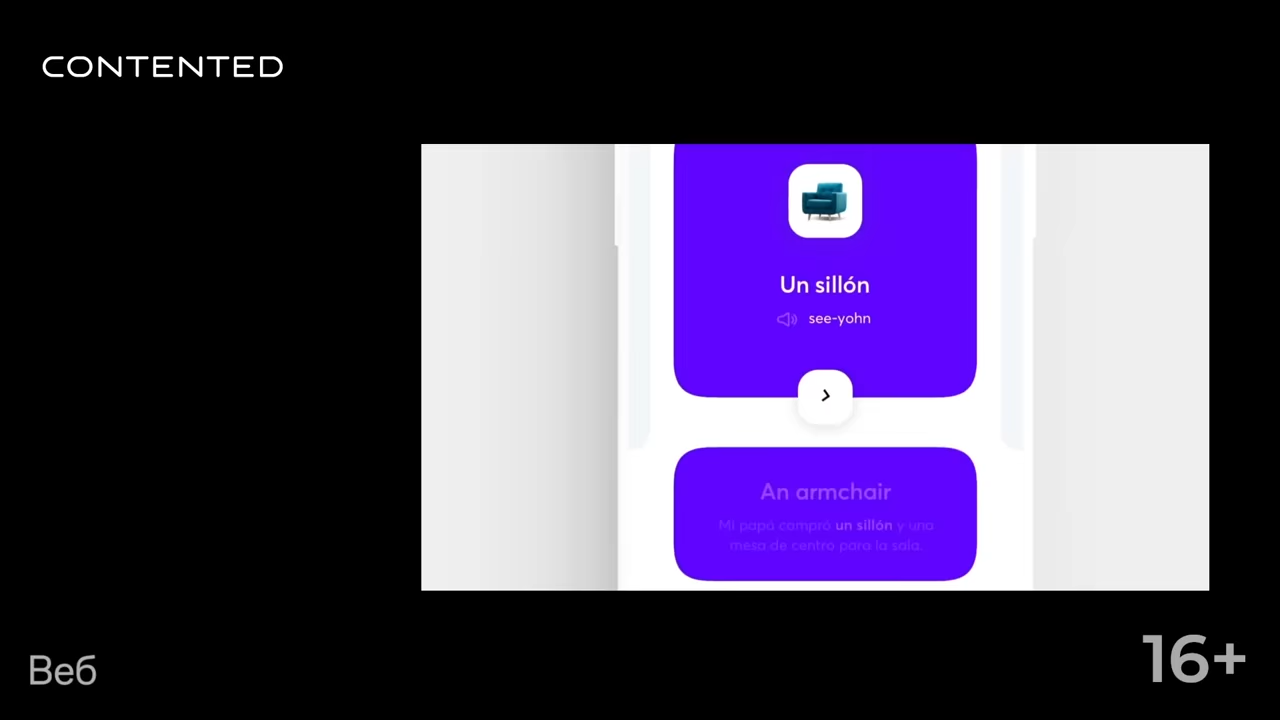 CONTENTED
Un sillón
see-yohn
An armchair
Mi papá compró un sillón y una
mesa de centro para la sala.
Веб
16+